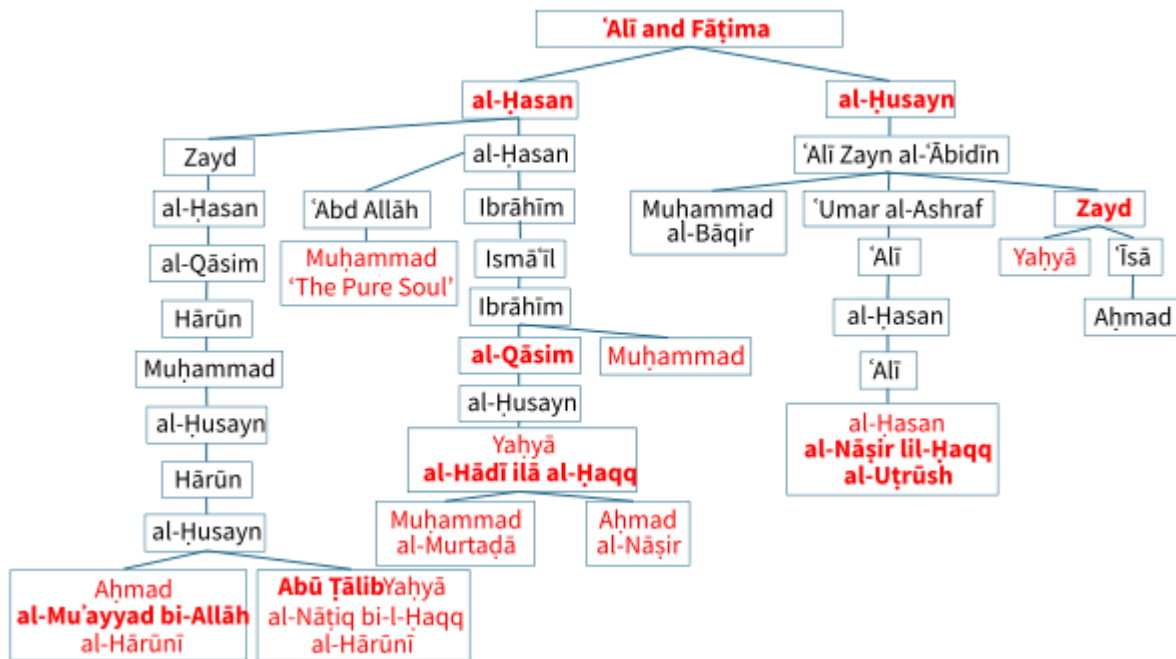 ʿAlī and Fāṭima
al-Ḥasan
al-Ḥusayn
Zayd
al-Ḥasan
ʿAlī Zayn al-ʿĀbidīn
al-Ḥasan
ʿAbd Allāh
Ibrāhīm
Muḥammad
al-Bāqir
ʿUmar al-Ashraf
Zayd
al-Qāsim
Muḥammad
‘The Pure Soul’
Ismāʿīl
ʿAlī
Yaḥyā
ʿĪsā
Hārūn
Ibrāhīm
al-Ḥasan
Aḥmad
Muḥammad
al-Qāsim
Muḥammad
ʿAlī
al-Ḥusayn
al-Ḥusayn
al-Ḥasan
al-Nāṣir lil-Ḥaqq
al-Uṭrūsh
Hārūn
Yaḥyā
al-Hādī ilā al-Ḥaqq
al-Ḥusayn
Muḥammad
al-Murtaḍā
Aḥmad
al-Nāṣir
Aḥmad
al-Muʾayyad bi-Allāh
al-Hārūnī
Abū ṬālibYaḥyā
al-Nāṭiq bi-l-Ḥaqq
al-Hārūnī